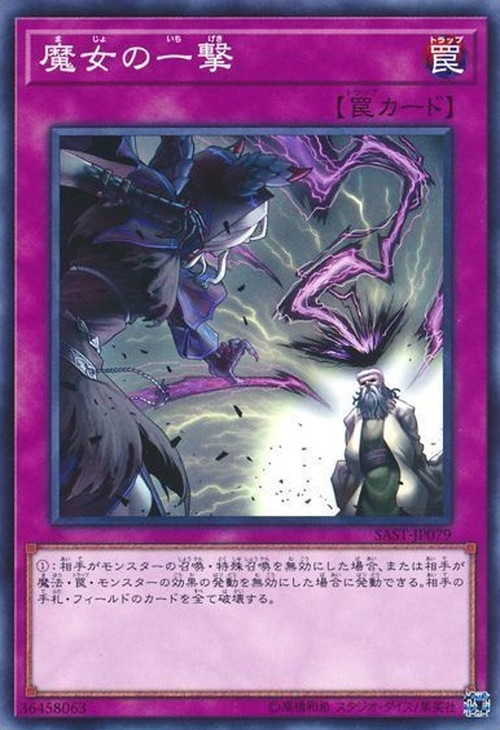 魔女の一撃
罠
【罠カード】
SAST-JP079
①：相手がモンスターの召喚・特殊召喚を無効にした場合、または相手が
魔法・罠・モンスターの効果の発動を無効にした場合に発動できる。相手の
手札・フィールドのカードを全て破壊する。
36458063
©高橋和希 スタジオ・ダイス/集英社